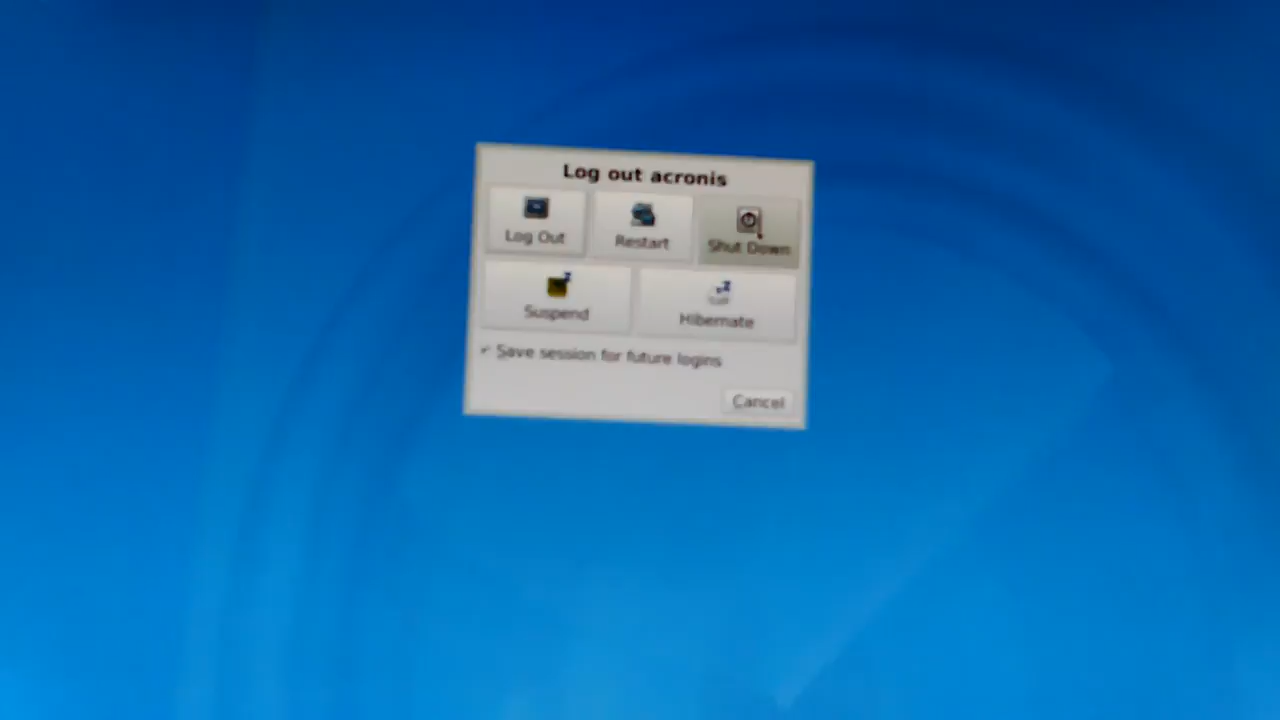 Log out acronis
Log Out
Restart
Shut Down
Suspend
Hibernate
Save session for future logins
Cancel